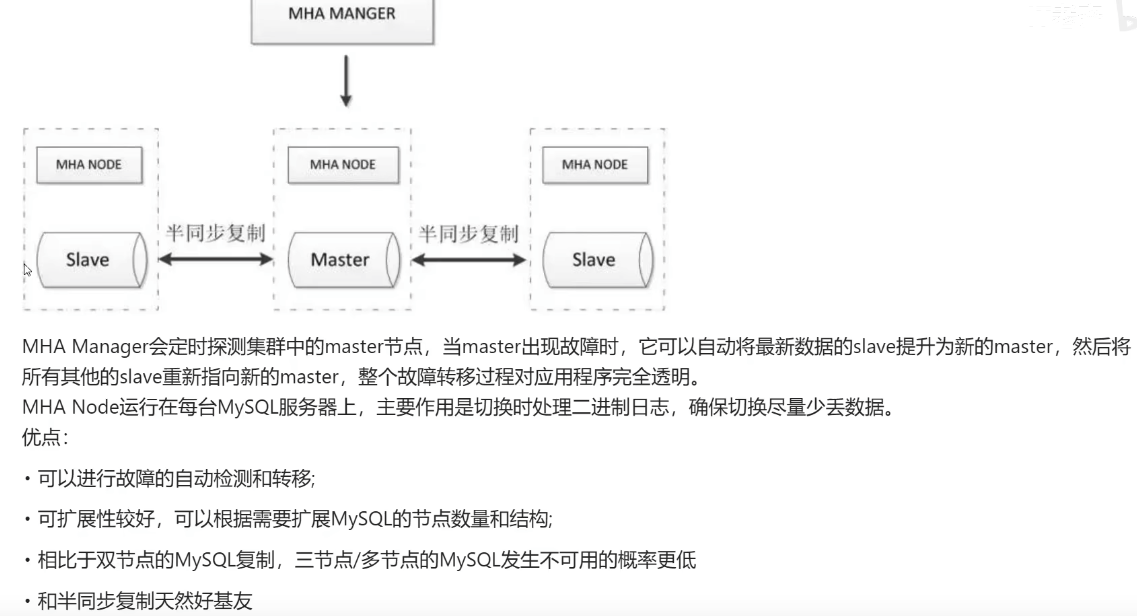 MHA MANGER
MHA NODE
MHA NODE
MHA NODE
半同步复制
半同步复制
Slave
Master
Slave
MHA Manager会定时探测集群中的master节点，当master出现故障时，它可以自动将最新数据的slave提升为新的master，然后将
所有其他的slave重新指向新的master，整个故障转移过程对应用程序完全透明。
MHA Node运行在每台MySQL服务器上，主要作用是切换时处理二进制日志，确保切换尽量少丢数据。
优点：
• 可以进行故障的自动检测和转移;
• 可扩展性较好，可以根据需要扩展MySQL的节点数量和结构;
• 相比于双节点的MySQL复制，三节点/多节点的MySQL发生不可用的概率更低
• 和半同步复制天然好基友